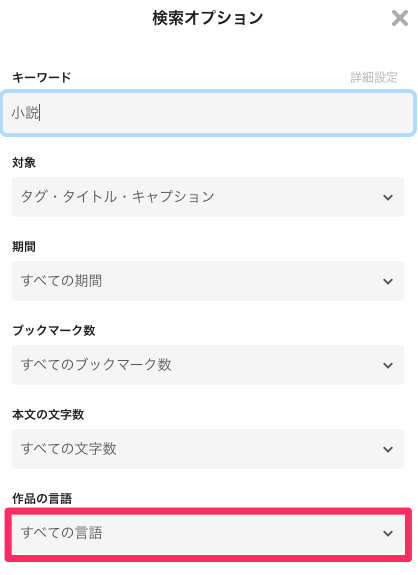 検索オプション
キーワード 詳細設定
小説
対象
タグ・タイトル・キャプション
期間
すべての期間
ブックマーク数
すべてのブックマーク数
本文の文字数
すべての文字数
作品の言語
すべての言語